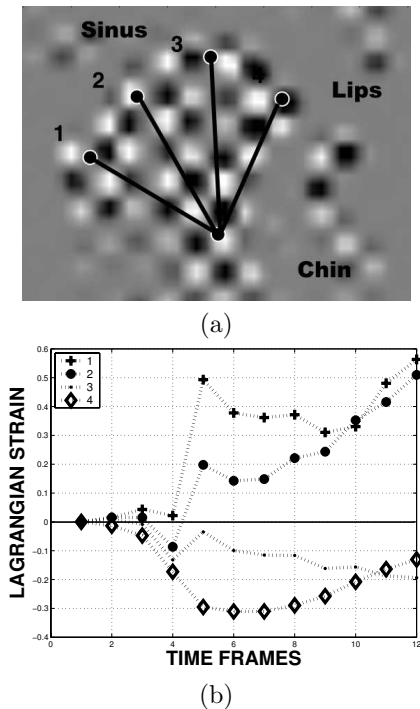 Sinus
3
2
4
Lips
1
Chin
(a)
0.6
0.5
0.4
0.3
0.2
0.1
0
−0.1
−0.2
−0.3
−0.4
1
2
3
4
LAGRANGIAN STRAIN
0 2 4 6 8 10 12
TIME FRAMES
(b)